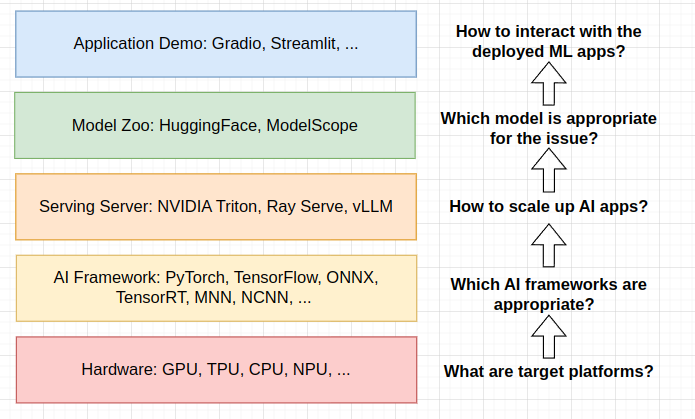 Application Demo: Gradio, Streamlit, ...
How to interact with the
deployed ML apps?
Model Zoo: HuggingFace, ModelScope
Which model is appropriate
for the issue?
Serving Server: NVIDIA Triton, Ray Serve, vLLM
How to scale up AI apps?
AI Framework: PyTorch, TensorFlow, ONNX,
TensorRT, MNN, NCNN, ...
Which AI frameworks are
appropriate?
Hardware: GPU, TPU, CPU, NPU, ...
What are target platforms?